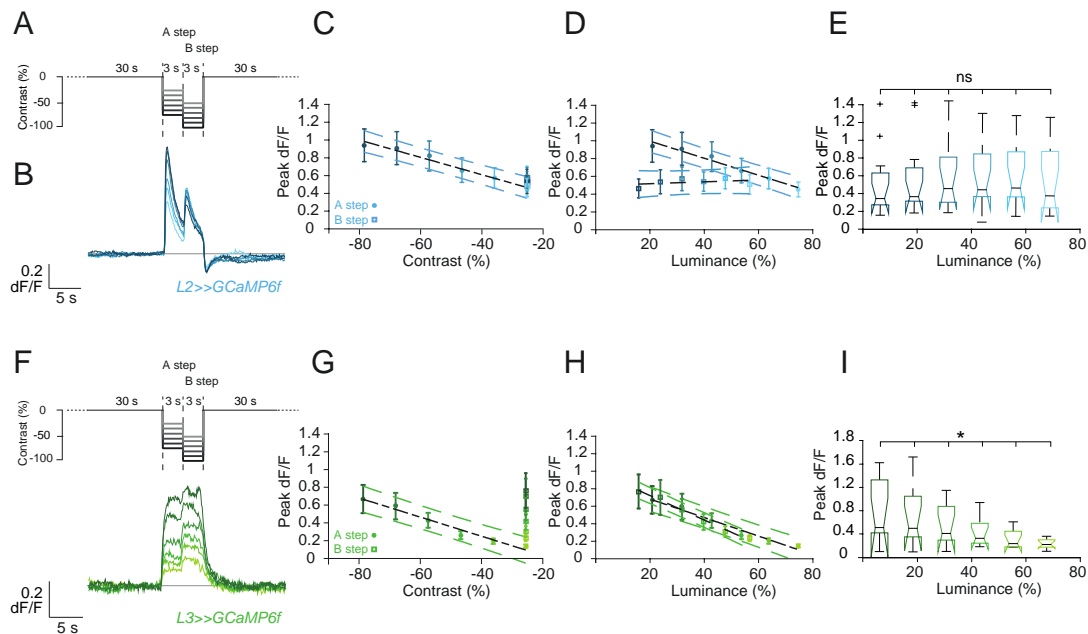 A
A step
B step
30 s
3 s
3 s
30 s
Contrast (%)
0
-50
-100
B
0.2
dF/F
5 s
L2>>GCaMP6f
C
Peak dF/F
1.4
1.2
1
0.8
0.6
0.4
0.2
0
A step
B step
-80
-60
-40
-20
Contrast (%)
D
Peak dF/F
1.4
1.2
1
0.8
0.6
0.4
0.2
0
20
40
60
80
Luminance (%)
E
ns
Peak dF/F
1.4
1.2
1
0.8
0.6
0.4
0.2
0
0
20
40
60
80
Luminance (%)
F
A step
B step
30 s
3 s
3 s
30 s
Contrast (%)
0
-50
-100
0.2
dF/F
5 s
L3>>GCaMP6f
G
Peak dF/F
1.4
1.2
1
0.8
0.6
0.4
0.2
0
A step
B step
-80
-60
-40
-20
Contrast (%)
H
Peak dF/F
1.4
1.2
1
0.8
0.6
0.4
0.2
0
20
40
60
80
Luminance (%)
I
*
Peak dF/F
1.8
1.2
0.8
0.4
0
0
20
40
60
80
Luminance (%)